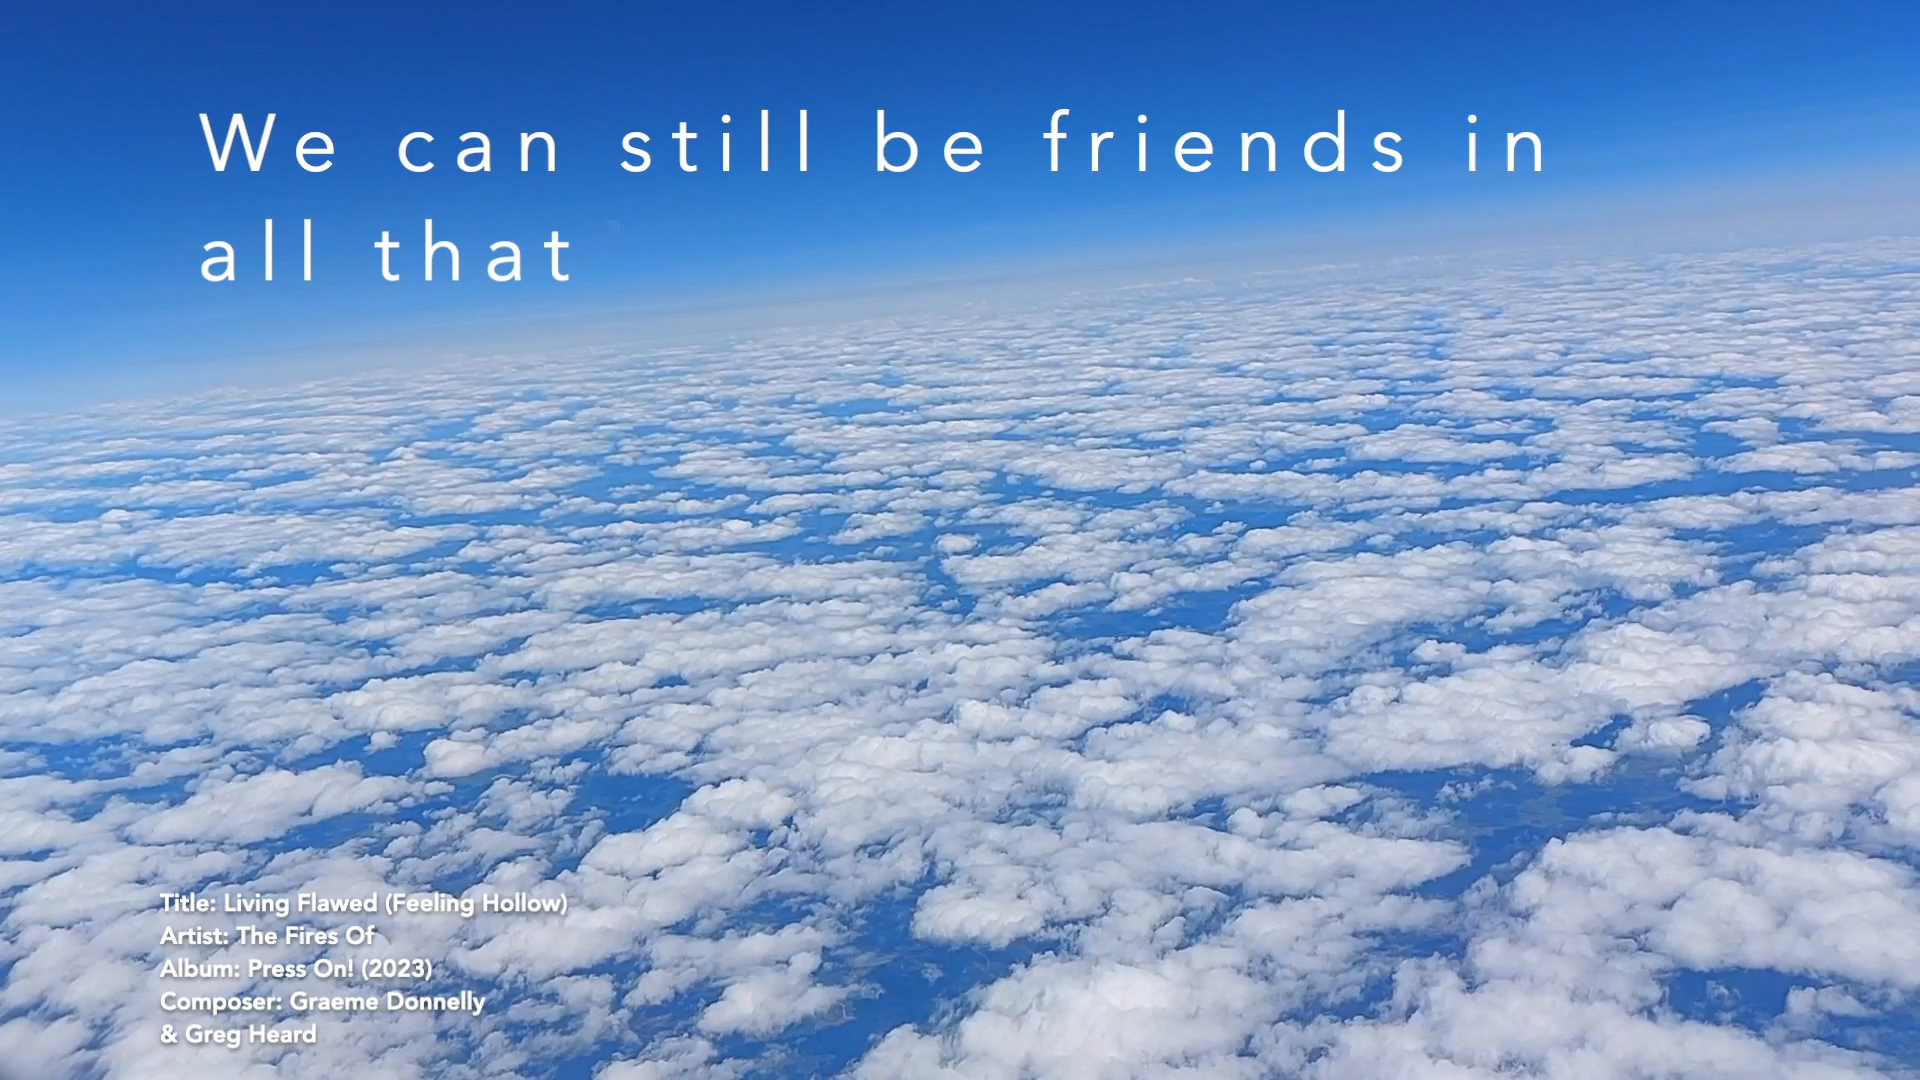 We can still be friends in
all that
Title: Living Flawed (Feeling Hollow)
Artist: The Fires Of
Album: Press On! (2023)
Composer: Graeme Donnelly
& Greg Heard